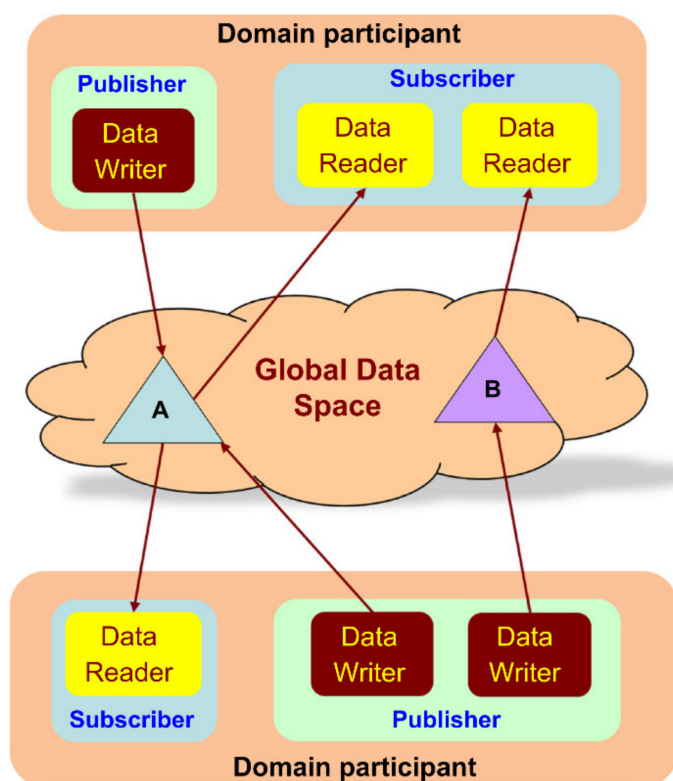 Domain participant
Publisher
Subscriber
Data
Writer
Data
Reader
Data
Reader
Global Data
Space
A
B
Data
Reader
Subscriber
Data
Writer
Data
Writer
Publisher
Domain participant